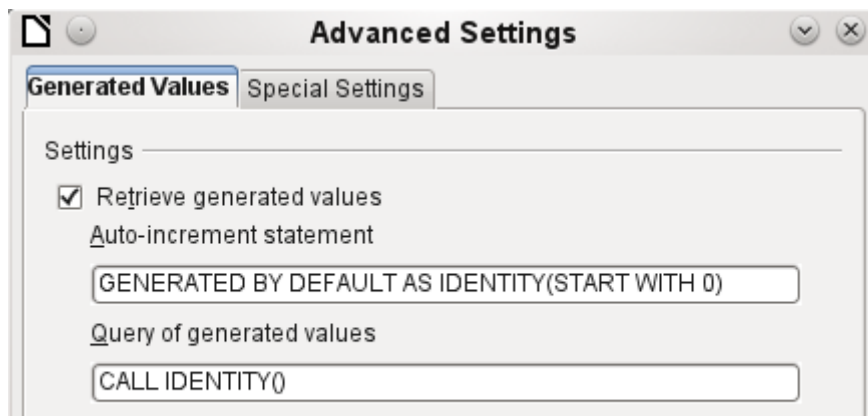 Advanced Settings
Generated Values Special Settings
Settings
Retrieve generated values
Auto-increment statement
GENERATED BY DEFAULT AS IDENTITY(START WITH 0)
Query of generated values
CALL IDENTITY()